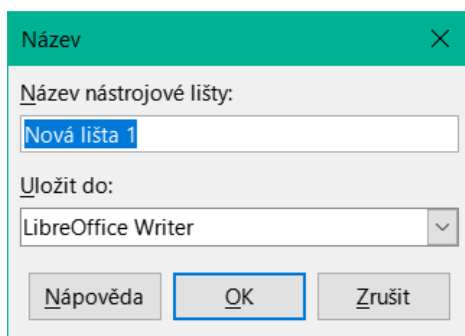 Název
Název nástrojové lišty:
Nová lišta 1
Uložit do:
LibreOffice Writer
Nápověda OK Zrušit